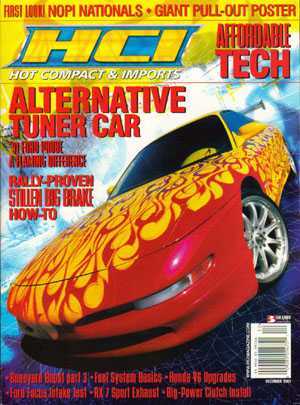 FIRST LOOK! NOPI NATIONALS • GIANT PULL-OUT POSTER
HCI
HOT COMPACT & IMPORTS
AFFORDABLE
TECH
ALTERNATIVE
TUNER CAR
FORD PROBE
A FLAMING DIFFERENCE
RALLY-PROVEN
STILLEN BIG BRAKE
HOW-TO
DECEMBER 2001
• Boneyard Buildup part 3 • Fuel System Basics • Honda V6 Upgrades
• Ford Focus Intake Test • RX-7 Sport Exhaust • Big-Power Clutch Install